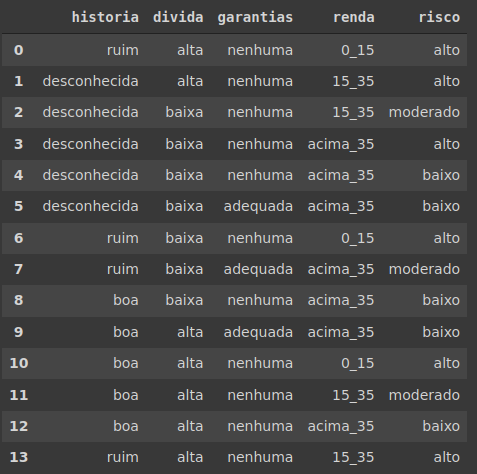 historia divida garantias renda risco
0 ruim alta nenhuma 0_15 alto
1 desconhecida alta nenhuma 15_35 alto
2 desconhecida baixa nenhuma 15_35 moderado
3 desconhecida baixa nenhuma acima_35 alto
4 desconhecida baixa nenhuma acima_35 baixo
5 desconhecida baixa adequada acima_35 baixo
6 ruim baixa nenhuma 0_15 alto
7 ruim baixa adequada acima_35 moderado
8 boa baixa nenhuma acima_35 baixo
9 boa alta adequada acima_35 baixo
10 boa alta nenhuma 0_15 alto
11 boa alta nenhuma 15_35 moderado
12 boa alta nenhuma acima_35 baixo
13 ruim alta nenhuma 15_35 alto